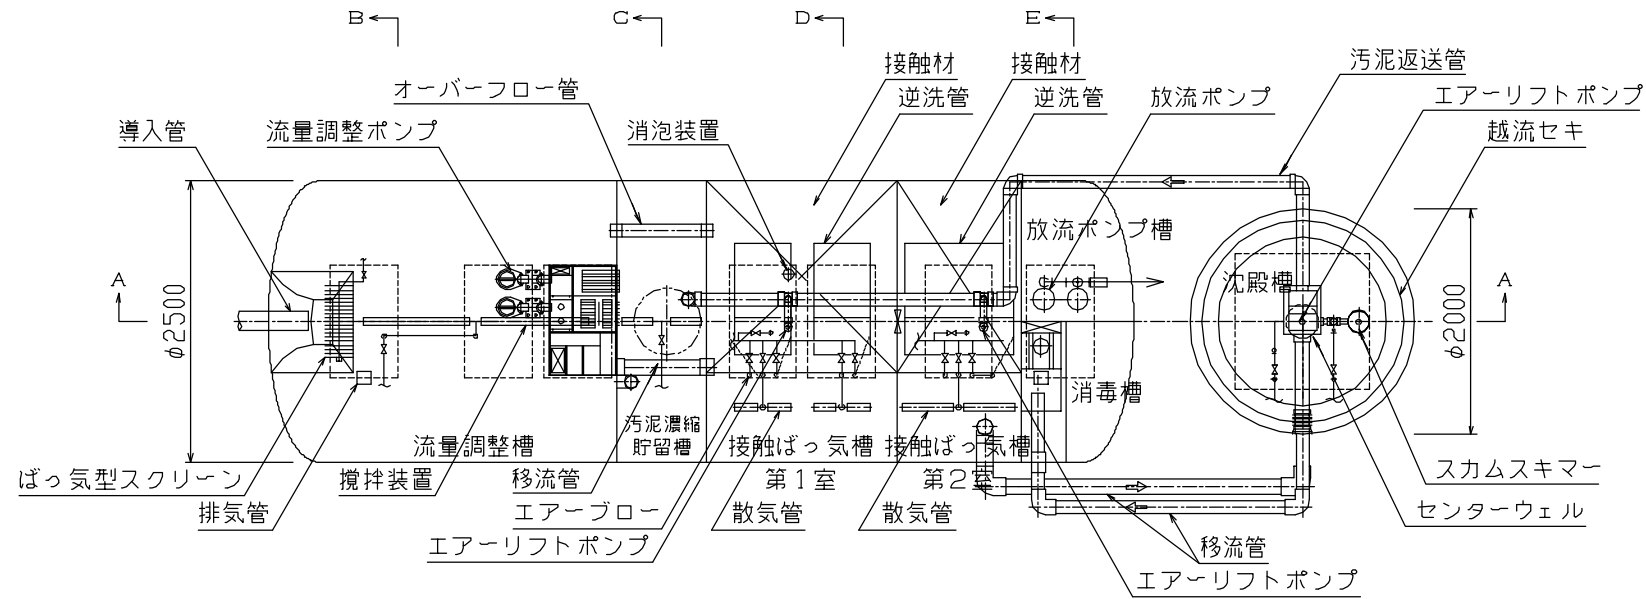 B
C
D
E
接触材
接触材
汚泥返送管
オーバーフロー管
逆洗管
逆洗管
放流ポンプ
エアーリフトポンプ
導入管
流量調整ポンプ
消泡装置
越流セキ
放流ポンプ槽
A
沈殿槽
A
φ2500
φ2000
消毒槽
汚泥濃縮
貯留槽
流量調整槽
接触ばっ気槽
接触ばっ気槽
第1室
第2室
ばっ気型スクリーン
撹拌装置
移流管
スカムスキマー
排気管
エアーブロー
散気管
散気管
センターウェル
エアーリフトポンプ
移流管
エアーリフトポンプ